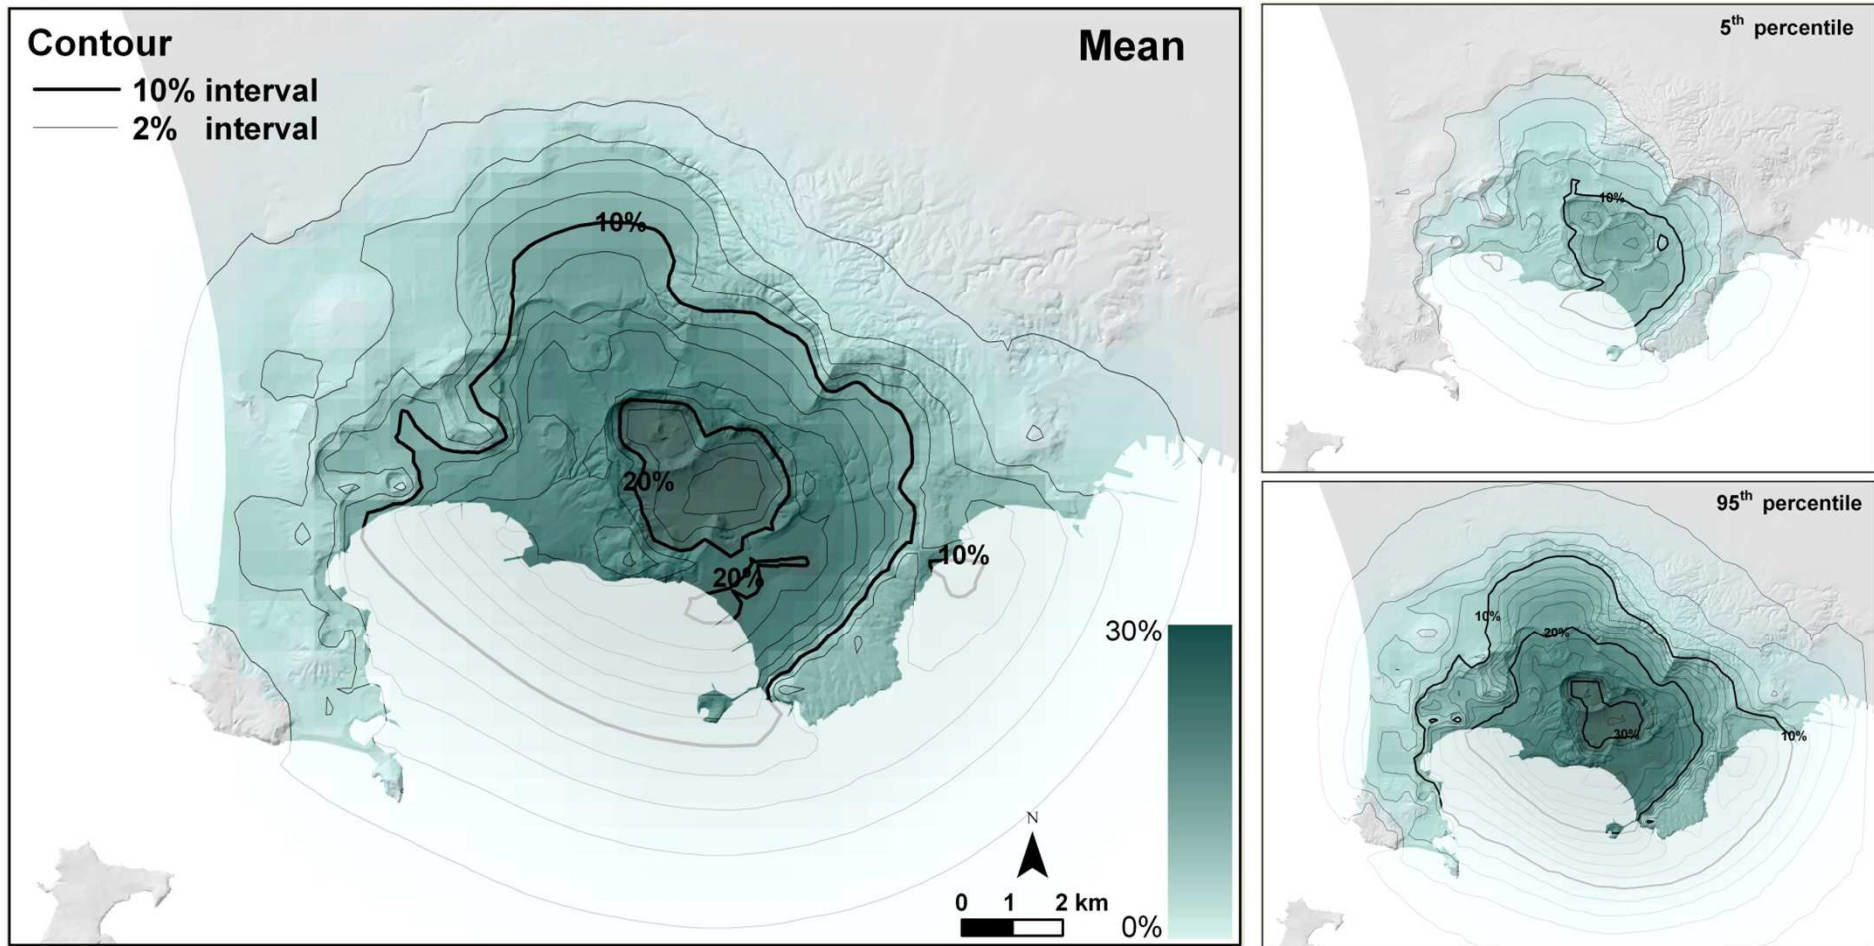 Contour
10% interval
2% interval
Mean
10%
20%
20%
10%
30%
0%
N
0 1 2 km
5th percentile
10%
95th percentile
10%
20%
30%
10%